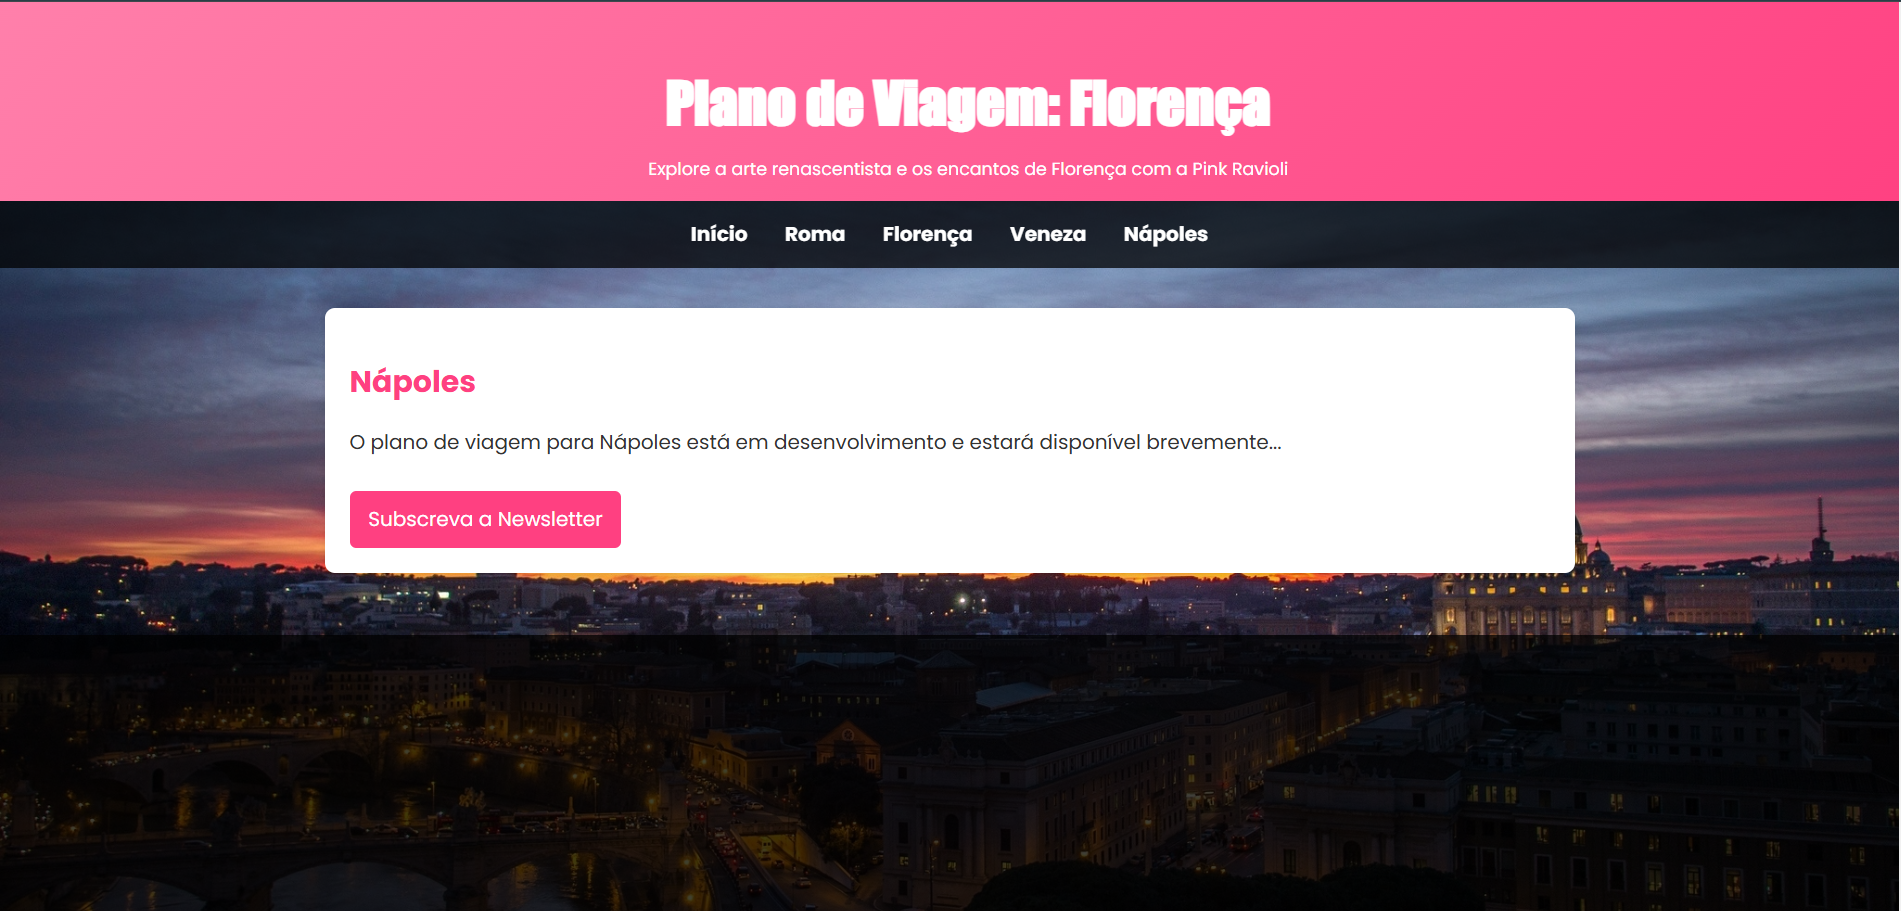 Plano de Viagem: Florença
Explore a arte renascentista e os encantos de Florença com a Pink Ravioli
Início Roma Florença Veneza Nápoles
Nápoles
O plano de viagem para Nápoles está em desenvolvimento e estará disponível brevemente...
Subscreva a Newsletter